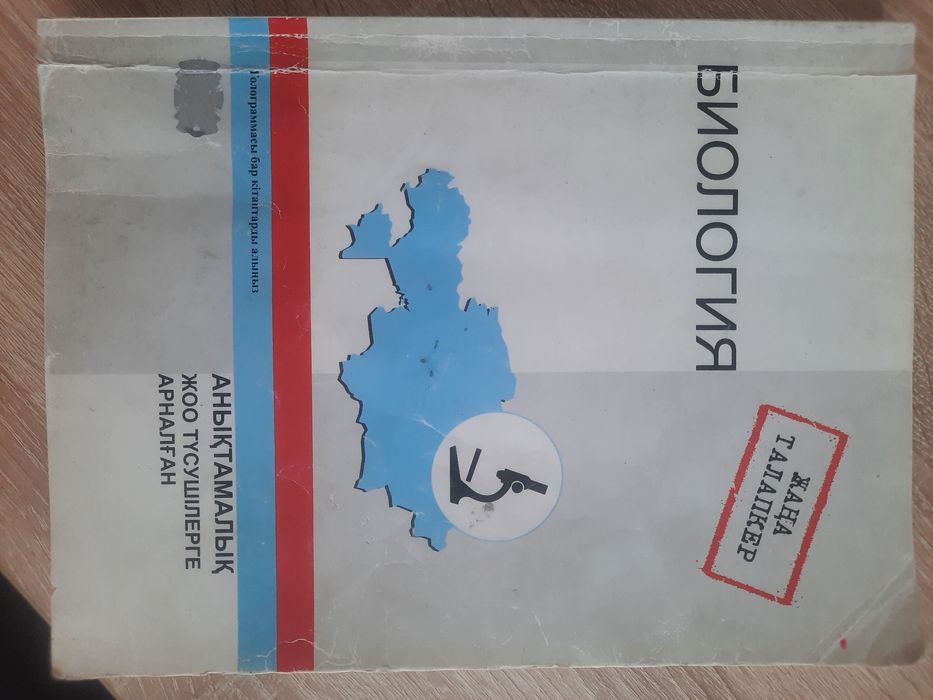 БИОЛОГИЯ
ЖАҢА
ТАЛАПКЕР
Голограммасы бар кітаптарды алыңыз
АНЫҚТАМАЛЫҚ
ЖОО ТҮСУШІЛЕРГЕ
АРНАЛҒАН